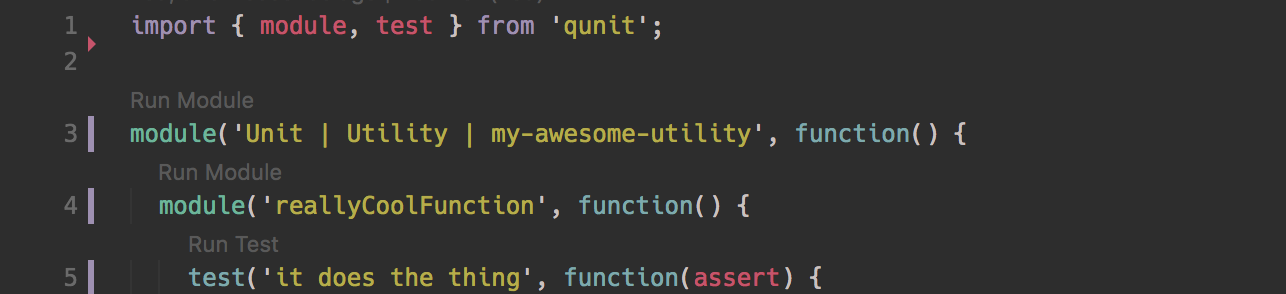 1 import { module, test } from 'qunit';
2
Run Module
3 module('Unit | Utility | my-awesome-utility', function() {
Run Module
4 module('reallyCoolFunction', function() {
Run Test
5 test('it does the thing', function(assert) {